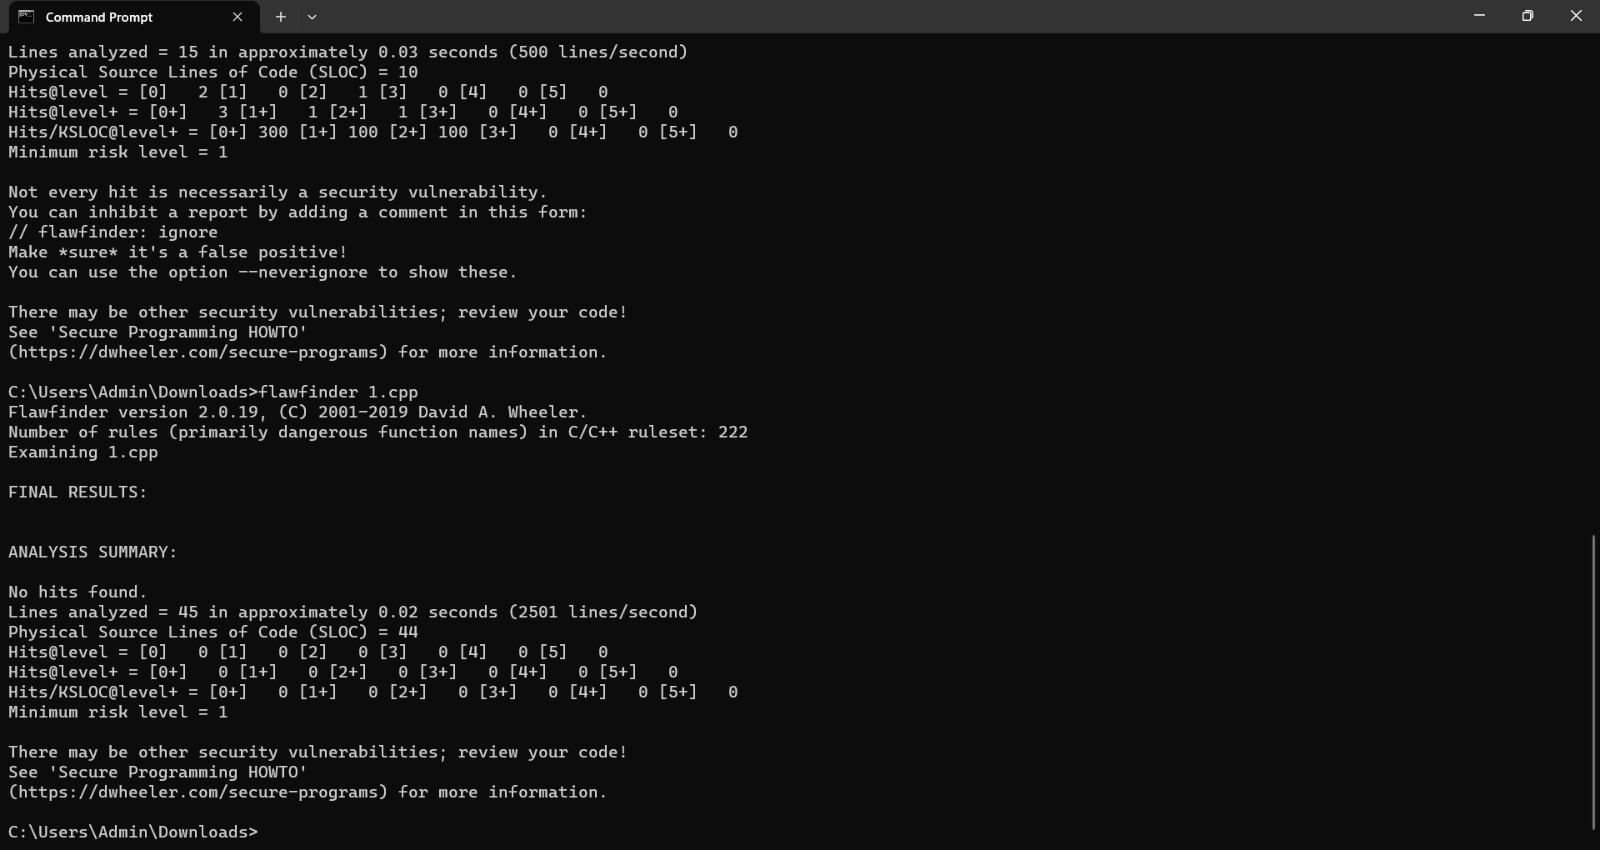 Command Prompt
Lines analyzed = 15 in approximately 0.03 seconds (500 lines/second)
Physical Source Lines of Code (SLOC) = 10
Hits@level = [0]   2 [1]   0 [2]   1 [3]   0 [4]   0 [5]   0
Hits@level+ = [0+]   3 [1+]   1 [2+]   1 [3+]   0 [4+]   0 [5+]   0
Hits/KSLOC@level+ = [0+] 300 [1+] 100 [2+] 100 [3+]   0 [4+]   0 [5+]   0
Minimum risk level = 1
Not every hit is necessarily a security vulnerability.
You can inhibit a report by adding a comment in this form:
// flawfinder: ignore
Make *sure* it's a false positive!
You can use the option --neverignore to show these.
There may be other security vulnerabilities; review your code!
See 'Secure Programming HOWTO'
(https://dwheeler.com/secure-programs) for more information.
C:\Users\Admin\Downloads>flawfinder 1.cpp
Flawfinder version 2.0.19, (C) 2001-2019 David A. Wheeler.
Number of rules (primarily dangerous function names) in C/C++ ruleset: 222
Examining 1.cpp
FINAL RESULTS:
ANALYSIS SUMMARY:
No hits found.
Lines analyzed = 45 in approximately 0.02 seconds (2501 lines/second)
Physical Source Lines of Code (SLOC) = 44
Hits@level = [0]   0 [1]   0 [2]   0 [3]   0 [4]   0 [5]   0
Hits@level+ = [0+]   0 [1+]   0 [2+]   0 [3+]   0 [4+]   0 [5+]   0
Hits/KSLOC@level+ = [0+]   0 [1+]   0 [2+]   0 [3+]   0 [4+]   0 [5+]   0
Minimum risk level = 1
There may be other security vulnerabilities; review your code!
See 'Secure Programming HOWTO'
(https://dwheeler.com/secure-programs) for more information.
C:\Users\Admin\Downloads>